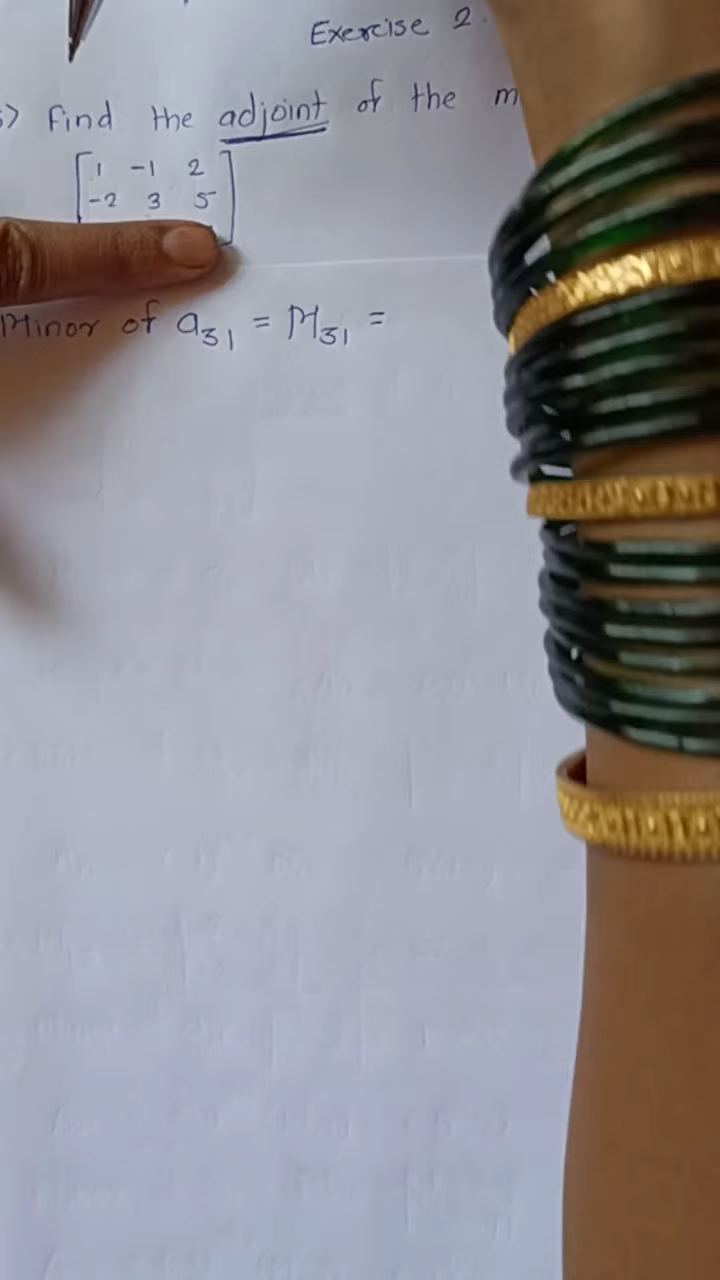 Exercise 2.
) Find the adjoint of the m
1 -1 2
-2 3 5
Minor of a₃₁ = M₃₁ =